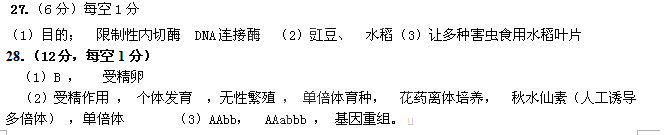 27.（6分）每空1分
（1）目的； 限制性内切酶 DNA连接酶 （2）豇豆、 水稻（3）让多种害虫食用水稻叶片
28.（12分，每空1分）
（1）B ， 受精卵
（2）受精作用 ， 个体发育 ，无性繁殖 ，单倍体育种， 花药离体培养， 秋水仙素（人工诱导
多倍体） ，单倍体 （3）AAbb， AAabbb ，基因重组。